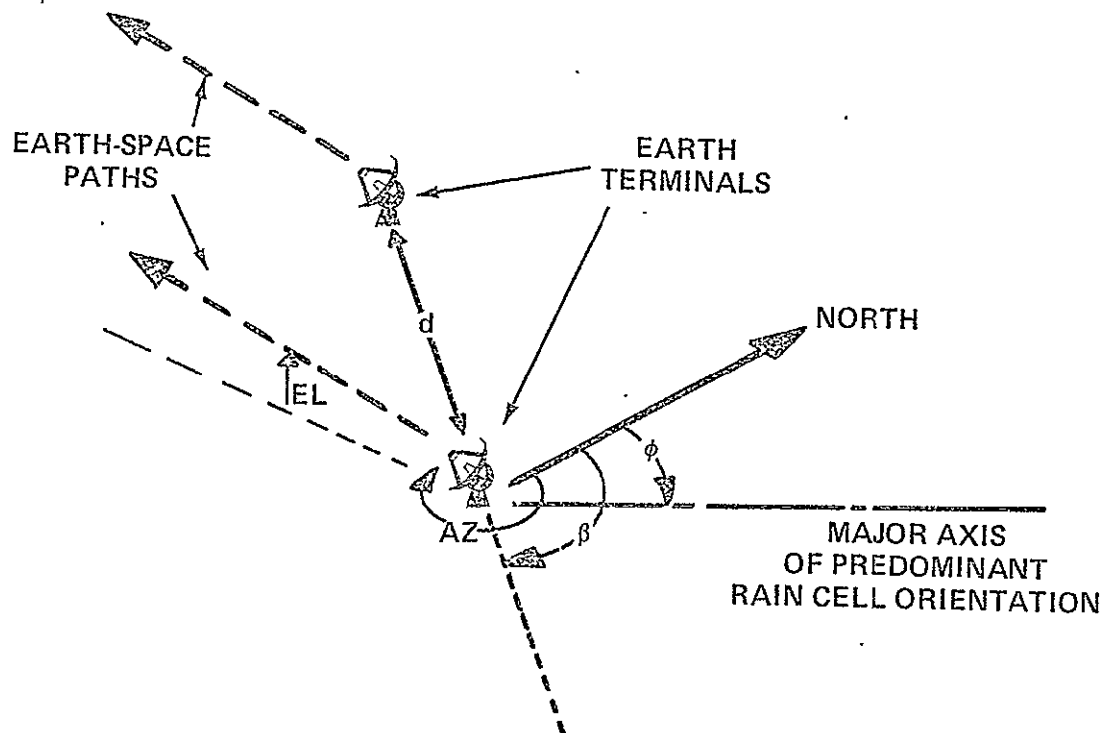 EARTH-SPACE
PATHS
EARTH
TERMINALS
d
NORTH
EL
ϕ
AZ
β
MAJOR AXIS
OF PREDOMINANT
RAIN CELL ORIENTATION